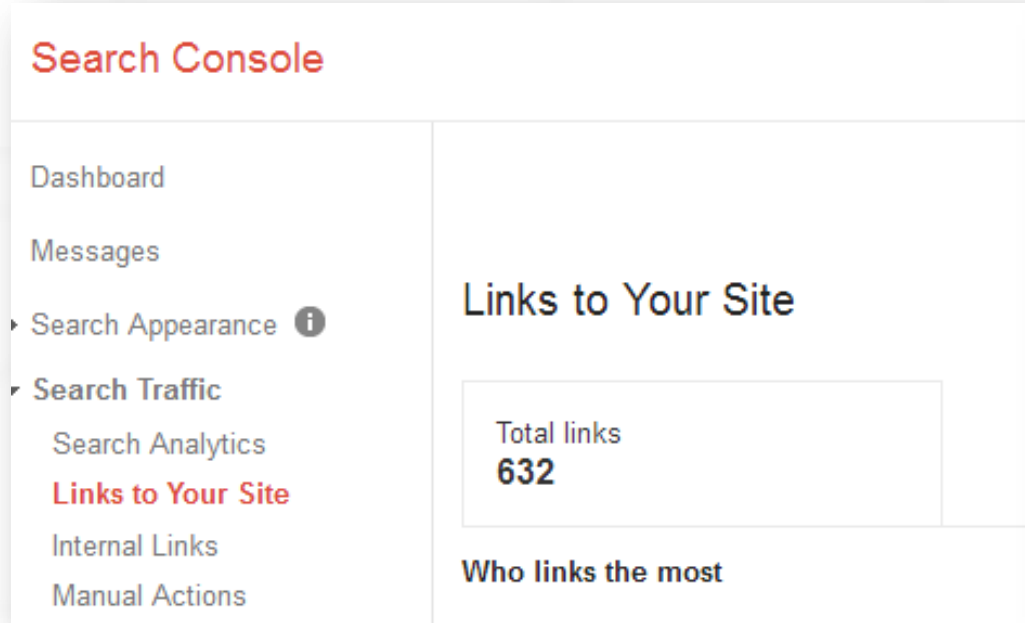 Search Console
Dashboard
Messages
Search Appearance
Search Traffic
Search Analytics
Links to Your Site
Internal Links
Manual Actions
Links to Your Site
Total links
632
Who links the most